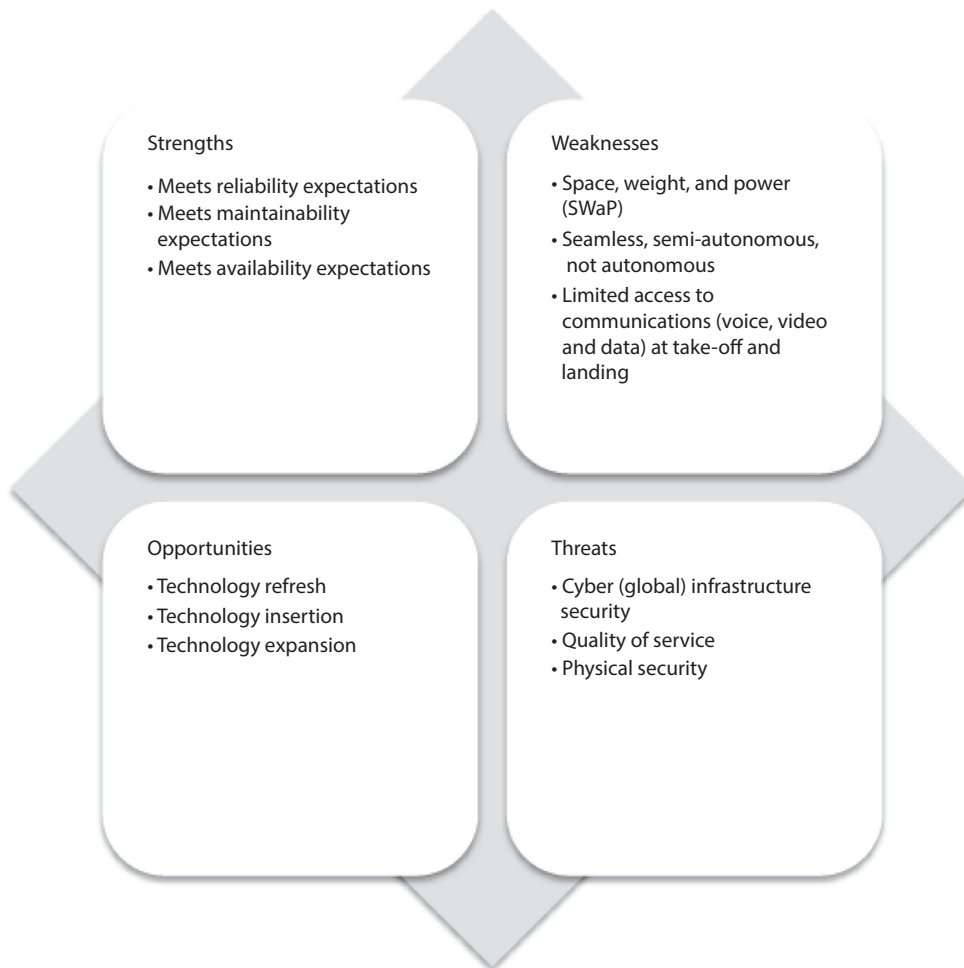 Strengths
• Meets reliability expectations
• Meets maintainability
expectations
• Meets availability expectations
Weaknesses
• Space, weight, and power
(SWaP)
• Seamless, semi-autonomous,
not autonomous
• Limited access to
communications (voice, video
and data) at take-off and
landing
Opportunities
• Technology refresh
• Technology insertion
• Technology expansion
Threats
• Cyber (global) infrastructure
security
• Quality of service
• Physical security